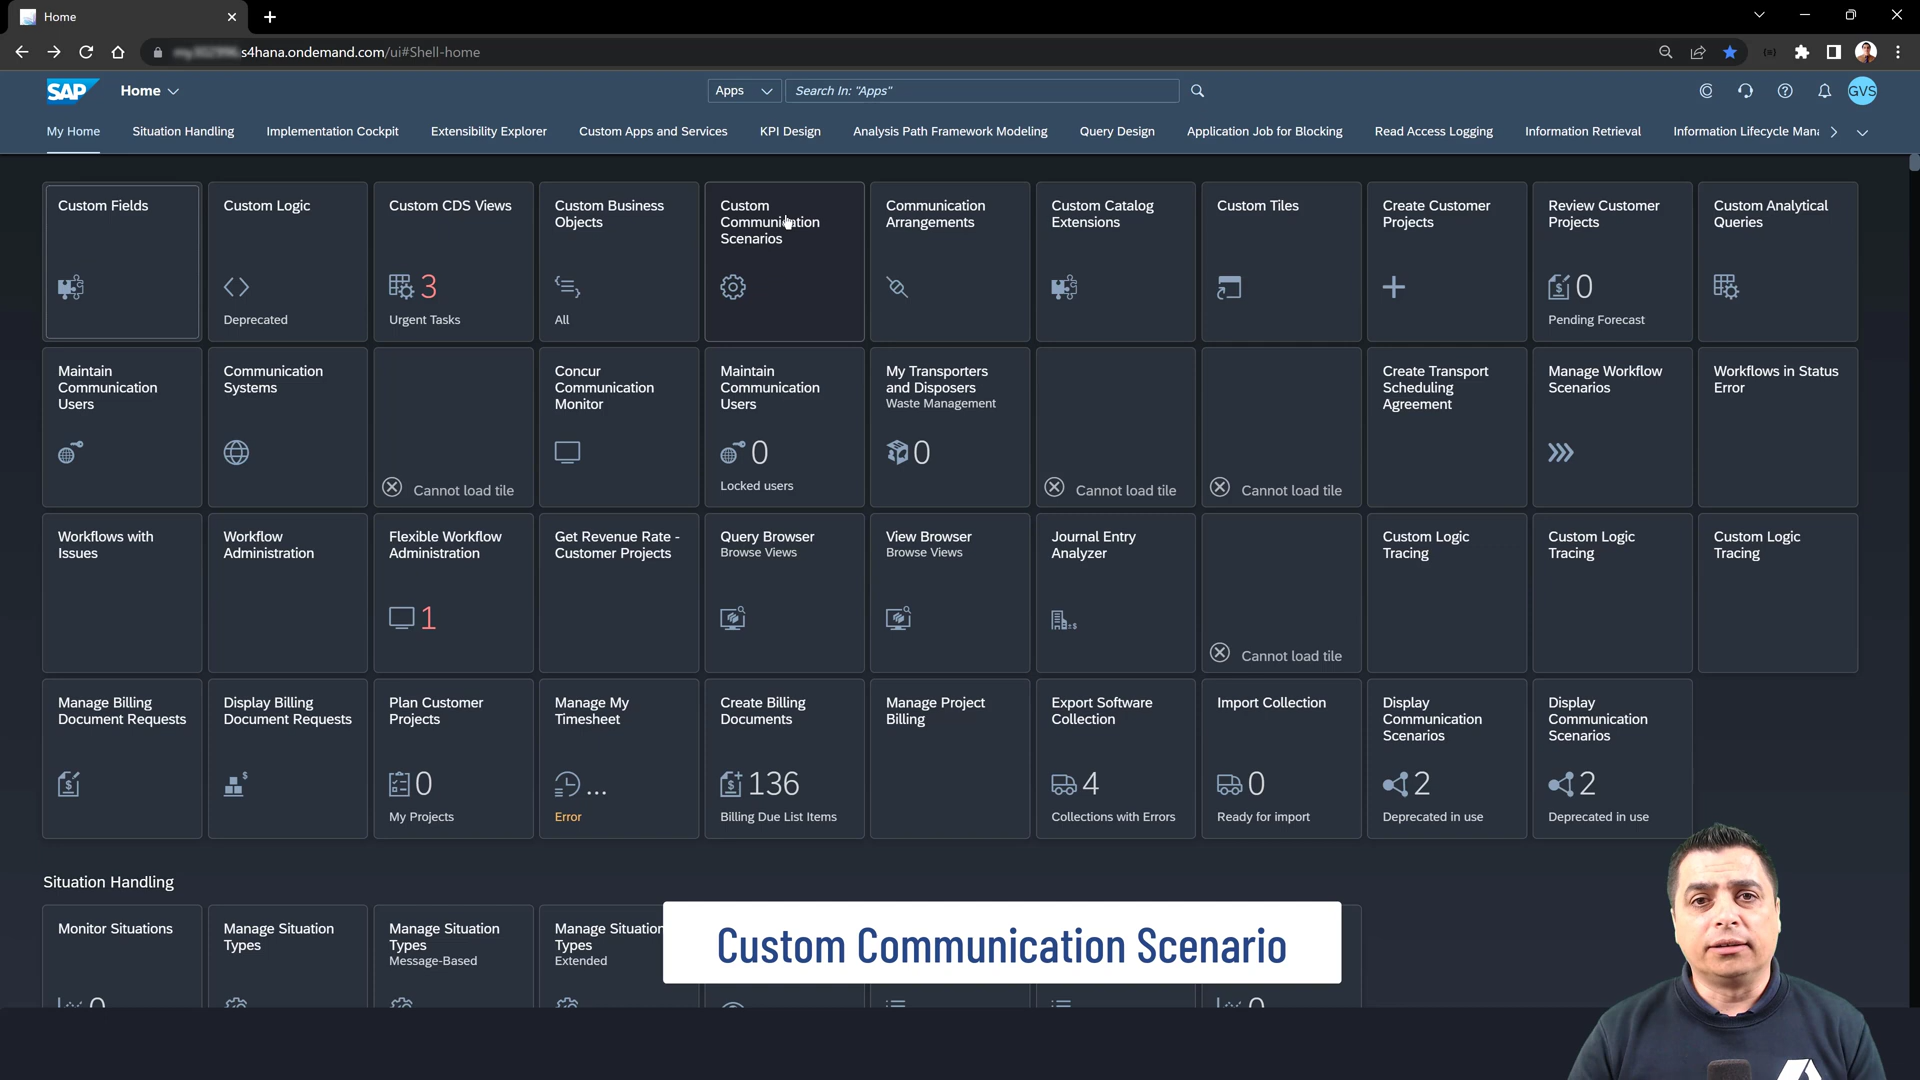 Home
s4hana.ondemand.com/ui#Shell-home
SAP
Home
Apps
Search In: "Apps"
GVS
My Home
Situation Handling
Implementation Cockpit
Extensibility Explorer
Custom Apps and Services
KPI Design
Analysis Path Framework Modeling
Query Design
Application Job for Blocking
Read Access Logging
Information Retrieval
Information Lifecycle Mana
Custom Fields
Custom Logic
Deprecated
Custom CDS Views
3
Urgent Tasks
Custom Business
Objects
All
Custom
Communication
Scenarios
Communication
Arrangements
Custom Catalog
Extensions
Custom Tiles
Create Customer
Projects
Review Customer
Projects
0
Pending Forecast
Custom Analytical
Queries
Maintain
Communication
Users
Communication
Systems
Cannot load tile
Concur
Communication
Monitor
Maintain
Communication
Users
0
Locked users
My Transporters
and Disposers
Waste Management
0
Cannot load tile
Cannot load tile
Create Transport
Scheduling
Agreement
Manage Workflow
Scenarios
Workflows in Status
Error
Workflows with
Issues
Workflow
Administration
Flexible Workflow
Administration
1
Get Revenue Rate -
Customer Projects
Query Browser
Browse Views
View Browser
Browse Views
Journal Entry
Analyzer
Cannot load tile
Custom Logic
Tracing
Custom Logic
Tracing
Custom Logic
Tracing
Manage Billing
Document Requests
Display Billing
Document Requests
Plan Customer
Projects
0
My Projects
Manage My
Timesheet
...
Error
Create Billing
Documents
136
Billing Due List Items
Manage Project
Billing
Export Software
Collection
4
Collections with Errors
Import Collection
0
Ready for import
Display
Communication
Scenarios
2
Deprecated in use
Display
Communication
Scenarios
2
Deprecated in use
Situation Handling
Monitor Situations
0
Manage Situation
Types
Manage Situation
Types
Message-Based
Manage Situation
Types
Extended
0
Custom Communication Scenario